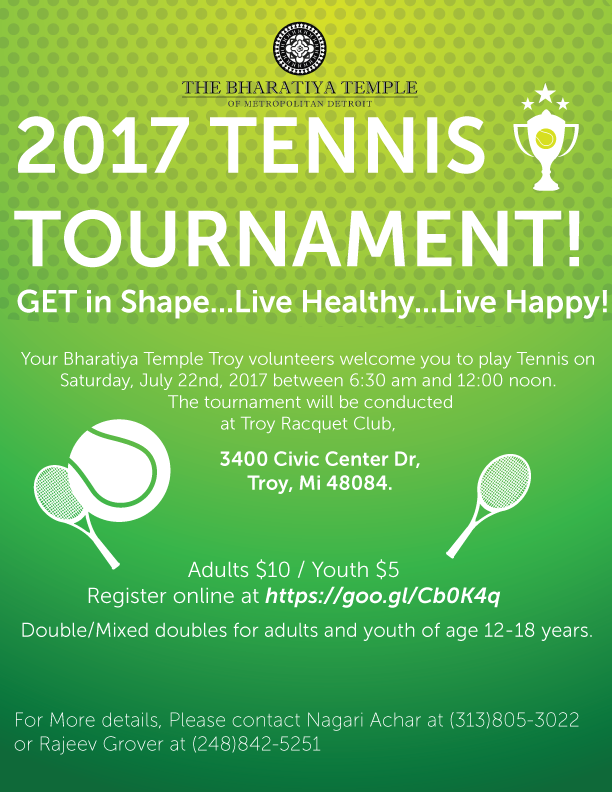 THE BHARATIYA TEMPLE
OF METROPOLITAN DETROIT
2017 TENNIS
TOURNAMENT!
GET in Shape...Live Healthy...Live Happy!
Your Bharatiya Temple Troy volunteers welcome you to play Tennis on
Saturday, July 22nd, 2017 between 6:30 am and 12:00 noon.
The tournament will be conducted
at Troy Racquet Club,
3400 Civic Center Dr,
Troy, Mi 48084.
Adults $10 / Youth $5
Register online at https://goo.gl/Cb0K4q
Double/Mixed doubles for adults and youth of age 12-18 years.
For More details, Please contact Nagari Achar at (313)805-3022
or Rajeev Grover at (248)842-5251